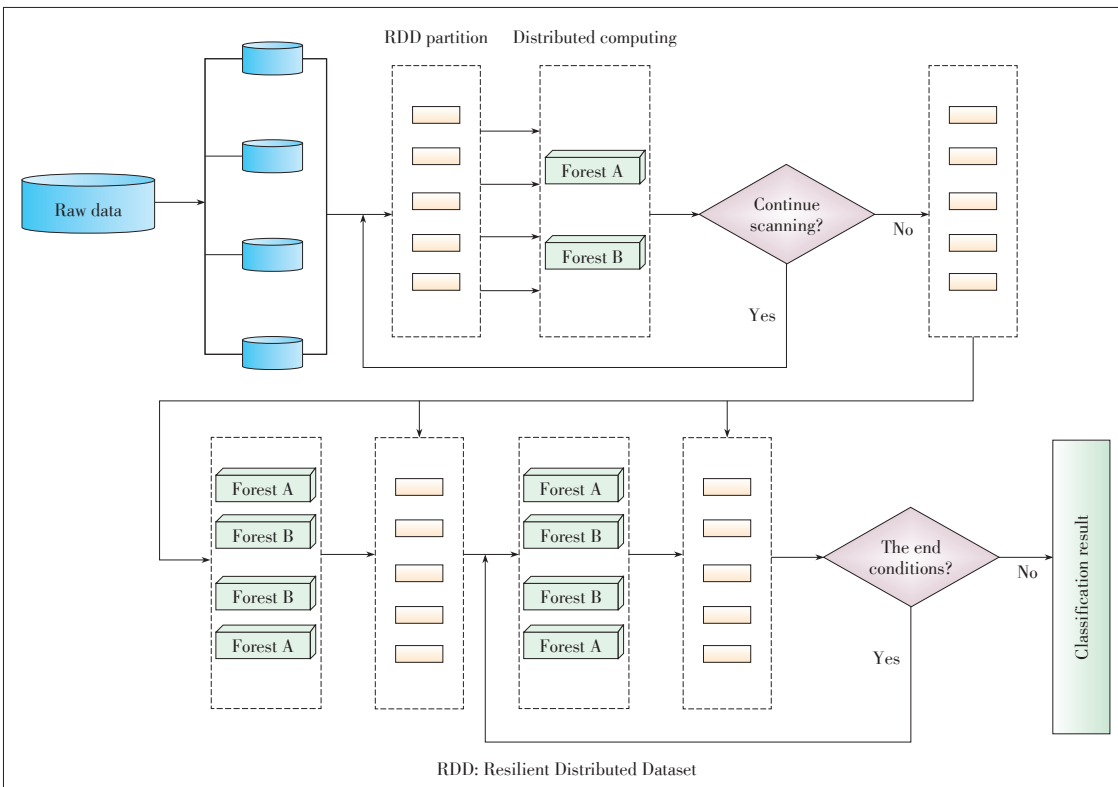 RDD partition
Distributed computing
Raw data
Forest A
Forest B
Continue
scanning?
No
Yes
Forest A
Forest B
Forest B
Forest A
Forest A
Forest B
Forest B
Forest A
The end
conditions?
No
Yes
Classification result
RDD: Resilient Distributed Dataset